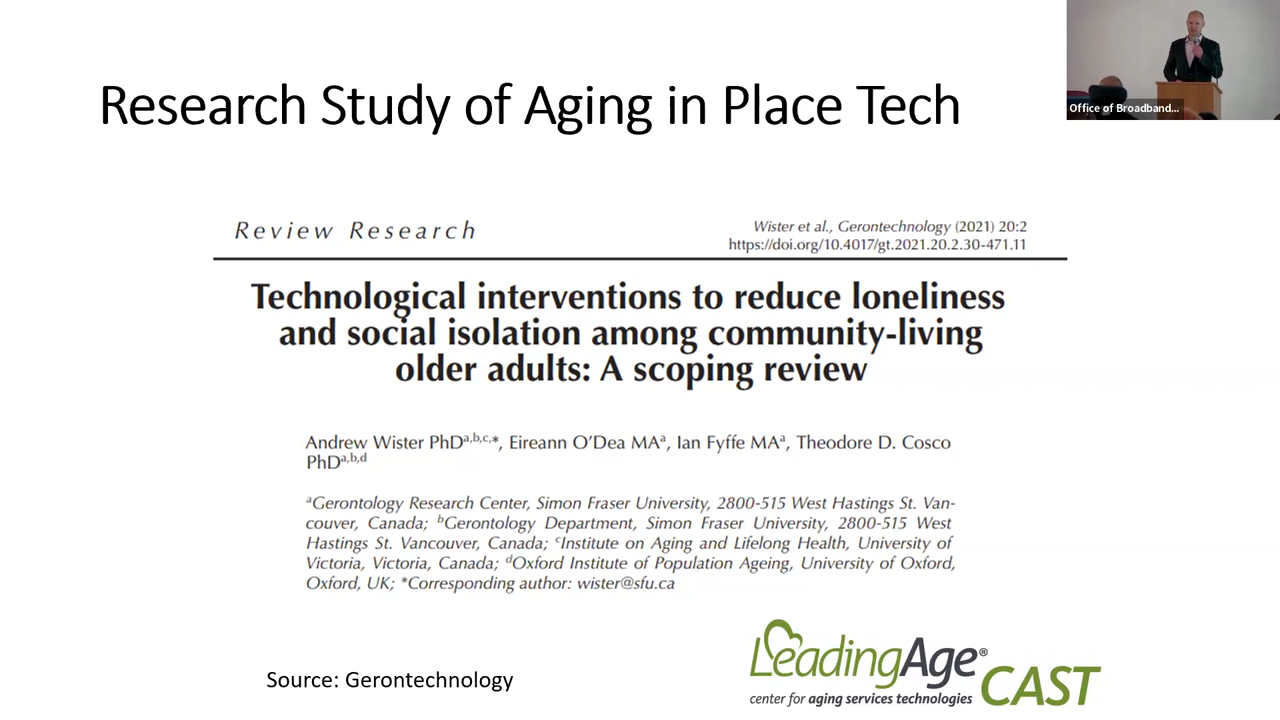 Research Study of Aging in Place Tech
Office of Broadband...
Review Research
Wister et al., Gerontechnology (2021) 20:2
https://doi.org/10.4017/gt.2021.20.2.30-471.11
Technological interventions to reduce loneliness
and social isolation among community-living
older adults: A scoping review
Andrew Wister PhDa,b,c,*, Eireann O’Dea MAa, Ian Fyffe MAa, Theodore D. Cosco
PhDa,b,d
aGerontology Research Center, Simon Fraser University, 2800-515 West Hastings St. Van-
couver, Canada; bGerontology Department, Simon Fraser University, 2800-515 West
Hastings St. Vancouver, Canada; cInstitute on Aging and Lifelong Health, University of
Victoria, Victoria, Canada; dOxford Institute of Population Ageing, University of Oxford,
Oxford, UK; *Corresponding author: wister@sfu.ca
Source: Gerontechnology
LeadingAge® CAST
center for aging services technologies